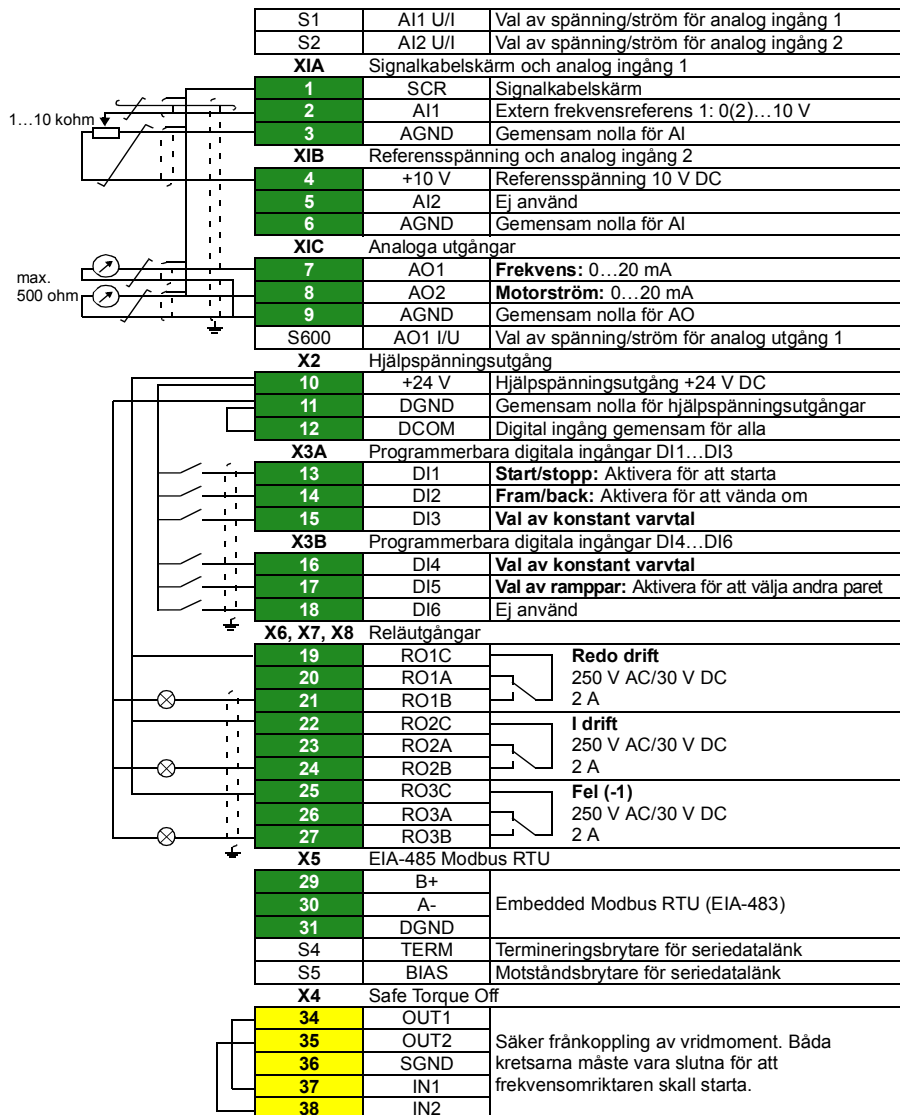 S1 AI1 U/I Val av spänning/ström för analog ingång 1
S2 AI2 U/I Val av spänning/ström för analog ingång 2
XIA Signalkabelskärm och analog ingång 1
1 SCR Signalkabelskärm
2 AI1 Extern frekvensreferens 1: 0(2)…10 V
1…10 kohm
3 AGND Gemensam nolla för AI
XIB Referensspänning och analog ingång 2
4 +10 V Referensspänning 10 V DC
5 AI2 Ej använd
6 AGND Gemensam nolla för AI
XIC Analoga utgångar
7 AO1 Frekvens: 0…20 mA
max.
500 ohm
8 AO2 Motorström: 0…20 mA
9 AGND Gemensam nolla för AO
S600 AO1 I/U Val av spänning/ström för analog utgång 1
X2 Hjälpspänningsutgång
10 +24 V Hjälpspänningsutgång +24 V DC
11 DGND Gemensam nolla för hjälpspänningsutgångar
12 DCOM Digital ingång gemensam för alla
X3A Programmerbara digitala ingångar DI1…DI3
13 DI1 Start/stopp: Aktivera för att starta
14 DI2 Fram/back: Aktivera för att vända om
15 DI3 Val av konstant varvtal
X3B Programmerbara digitala ingångar DI4…DI6
16 DI4 Val av konstant varvtal
17 DI5 Val av ramppar: Aktivera för att välja andra paret
18 DI6 Ej använd
X6, X7, X8 Reläutgångar
19 RO1C Redo drift
20 RO1A 250 V AC/30 V DC
21 RO1B 2 A
22 RO2C I drift
23 RO2A 250 V AC/30 V DC
24 RO2B 2 A
25 RO3C Fel (-1)
26 RO3A 250 V AC/30 V DC
27 RO3B 2 A
X5 EIA-485 Modbus RTU
29 B+
30 A- Embedded Modbus RTU (EIA-483)
31 DGND
S4 TERM Termineringsbrytare för seriedatalänk
S5 BIAS Motståndsbrytare för seriedatalänk
X4 Safe Torque Off
34 OUT1
35 OUT2 Säker frånkoppling av vridmoment. Båda
36 SGND kretsarna måste vara slutna för att
37 IN1 frekvensomriktaren skall starta.
38 IN2